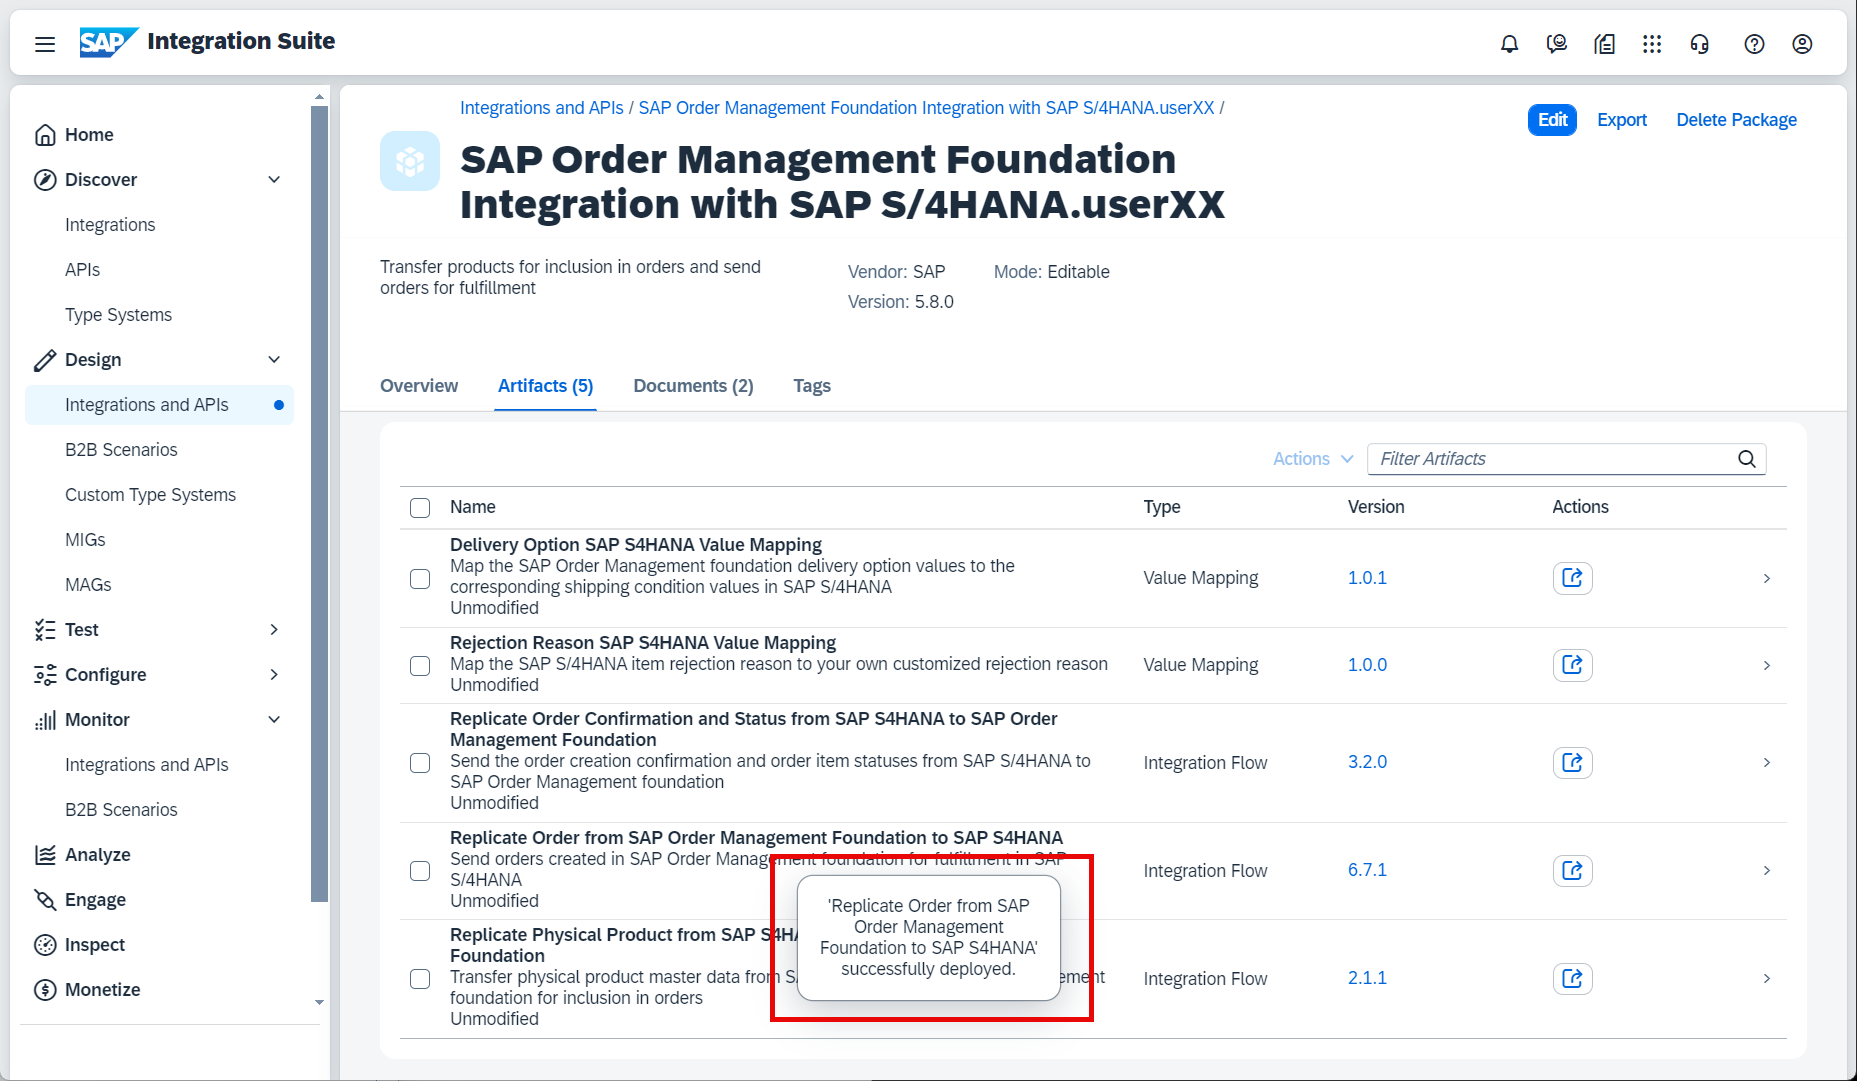 SAP Integration Suite
Home
Discover
Integrations
APIs
Type Systems
Design
Integrations and APIs
B2B Scenarios
Custom Type Systems
MIGs
MAGs
Test
Configure
Monitor
Integrations and APIs
B2B Scenarios
Analyze
Engage
Inspect
Monetize
Integrations and APIs / SAP Order Management Foundation Integration with SAP S/4HANA.userXX /
Edit Export Delete Package
SAP Order Management Foundation
Integration with SAP S/4HANA.userXX
Transfer products for inclusion in orders and send
orders for fulfillment
Vendor: SAP Mode: Editable
Version: 5.8.0
Overview Artifacts (5) Documents (2) Tags
Actions Filter Artifacts
Name Type Version Actions
Delivery Option SAP S4HANA Value Mapping
Map the SAP Order Management foundation delivery option values to the
corresponding shipping condition values in SAP S/4HANA
Unmodified
Value Mapping 1.0.1
Rejection Reason SAP S4HANA Value Mapping
Map the SAP S/4HANA item rejection reason to your own customized rejection reason
Unmodified
Value Mapping 1.0.0
Replicate Order Confirmation and Status from SAP S4HANA to SAP Order
Management Foundation
Send the order creation confirmation and order item statuses from SAP S/4HANA to
SAP Order Management foundation
Unmodified
Integration Flow 3.2.0
Replicate Order from SAP Order Management Foundation to SAP S4HANA
Send orders created in SAP Order Management foundation for fulfillment in SAP
S/4HANA
Unmodified
Integration Flow 6.7.1
Replicate Physical Product from SAP
Foundation
Transfer physical product master data from
foundation for inclusion in orders
Unmodified
Integration Flow 2.1.1
'Replicate Order from SAP
Order Management
Foundation to SAP S4HANA'
successfully deployed.